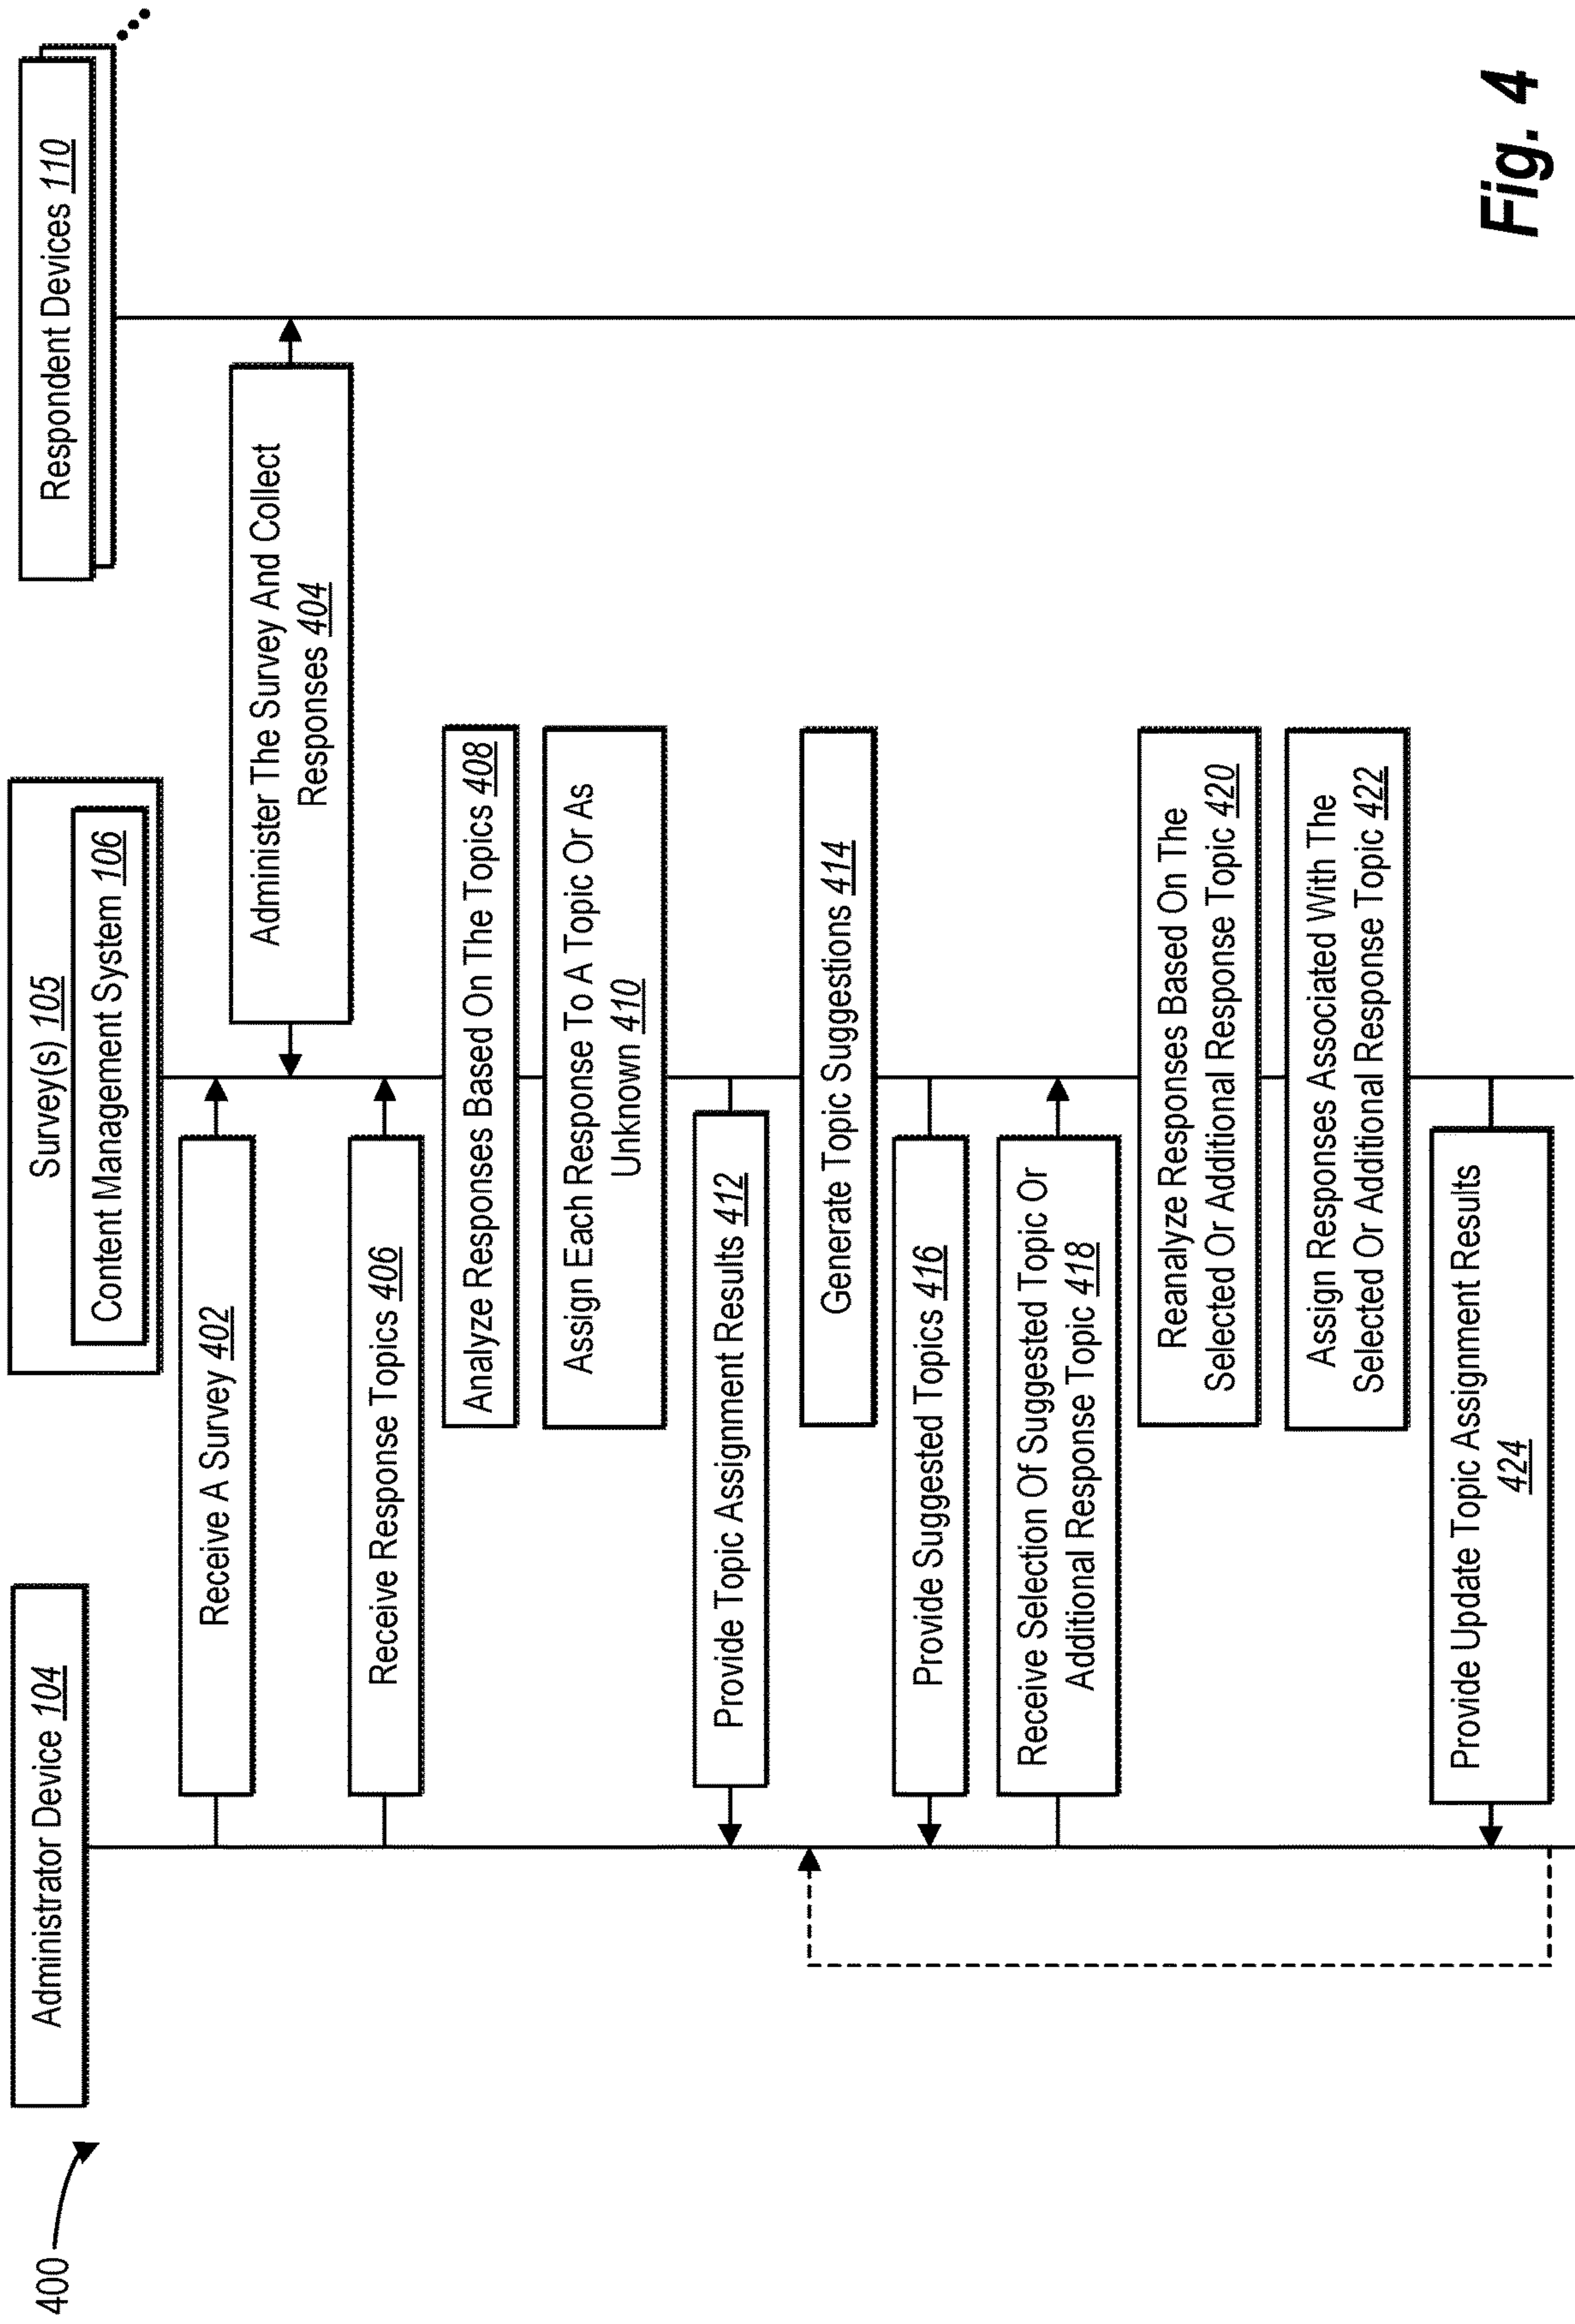 400
Administrator Device 104
Survey(s) 105
Content Management System 106
Respondent Devices 110
Receive A Survey 402
Administer The Survey And Collect
Responses 404
Receive Response Topics 406
Analyze Responses Based On The Topics 408
Assign Each Response To A Topic Or As
Unknown 410
Provide Topic Assignment Results 412
Generate Topic Suggestions 414
Provide Suggested Topics 416
Receive Selection Of Suggested Topic Or
Additional Response Topic 418
Reanalyze Responses Based On The
Selected Or Additional Response Topic 420
Assign Responses Associated With The
Selected Or Additional Response Topic 422
Provide Update Topic Assignment Results
424
Fig. 4